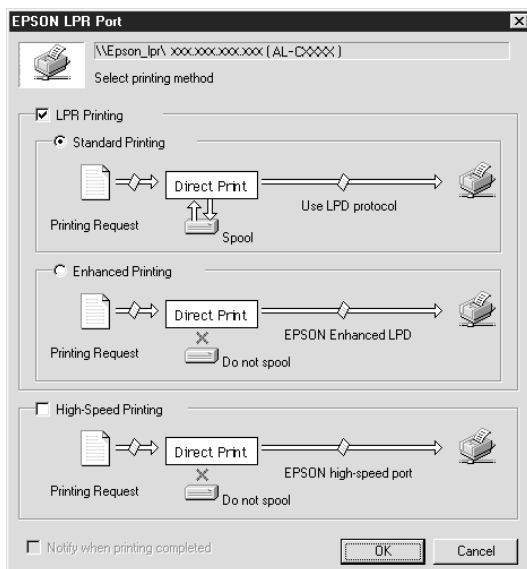 EPSON LPR Port
\\Epson_lpr\ xxx.xxx.xxx.xxx ( AL-CXXXX )
Select printing method
LPR Printing
Standard Printing
Direct Print
Use LPD protocol
Printing Request
Spool
Enhanced Printing
Direct Print
EPSON Enhanced LPD
Printing Request
Do not spool
High-Speed Printing
Direct Print
EPSON high-speed port
Printing Request
Do not spool
Notify when printing completed
OK
Cancel